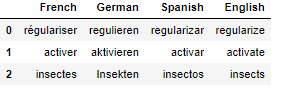 French German Spanish English
0 régulariser regulieren regularizar regularize
1 activer aktivieren activar activate
2 insectes Insekten insectos insects